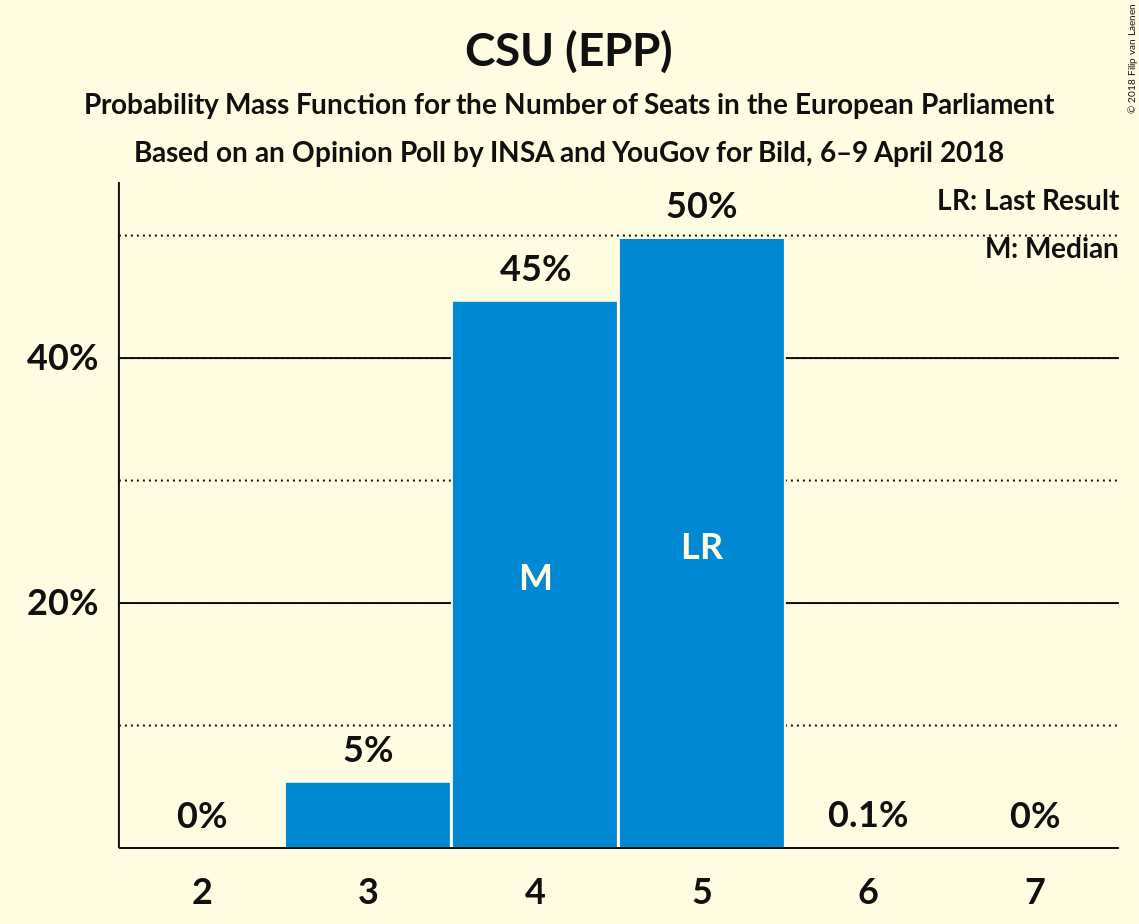 CSU (EPP)
Probability Mass Function for the Number of Seats in the European Parliament
Based on an Opinion Poll by INSA and YouGov for Bild, 6–9 April 2018
© 2018 Filip van Laenen
LR: Last Result
M: Median
50%
45%
40%
LR
M
20%
5%
0%
0.1%
0%
2
3
4
5
6
7